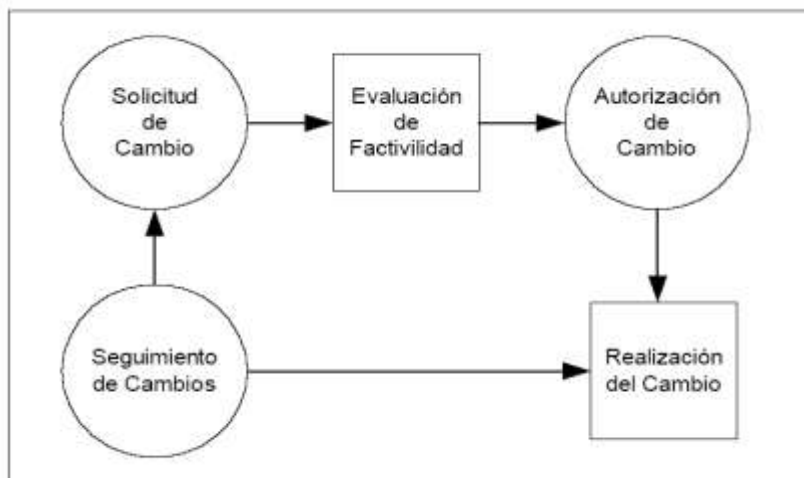 Solicitud
de
Cambio
Evaluación
de
Factivilidad
Autorización
de
Cambio
Seguimiento
de Cambios
Realización
del Cambio